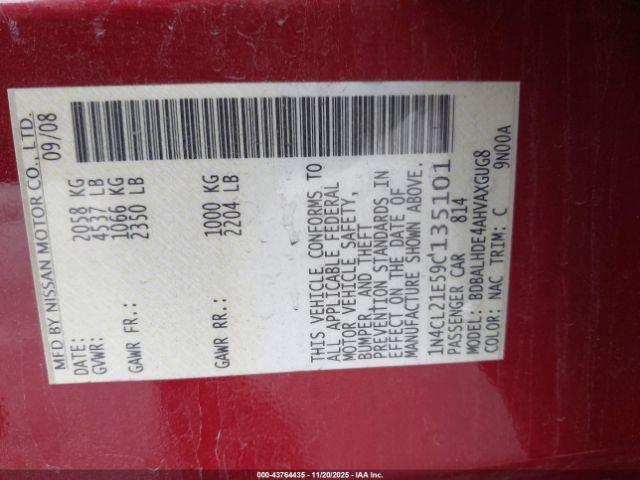 MFD BY NISSAN MOTOR CO., LTD.
DATE: 09/08
GVWR: 2058 KG
4537 LB
GAWR FR.: 1066 KG
2350 LB
GAWR RR.: 1000 KG
2204 LB
THIS VEHICLE CONFORMS TO
ALL APPLICABLE FEDERAL
MOTOR VEHICLE SAFETY,
BUMPER, AND THEFT
PREVENTION STANDARDS IN
EFFECT ON THE DATE OF
MANUFACTURE SHOWN ABOVE.
1N4CL21E59C135101
PASSENGER CAR 814
MODEL: BDBALHDE4AHVAXGUG8
COLOR: NAC TRIM: C 9N00A
000-43764435 - 11/20/2025 - IAA Inc.